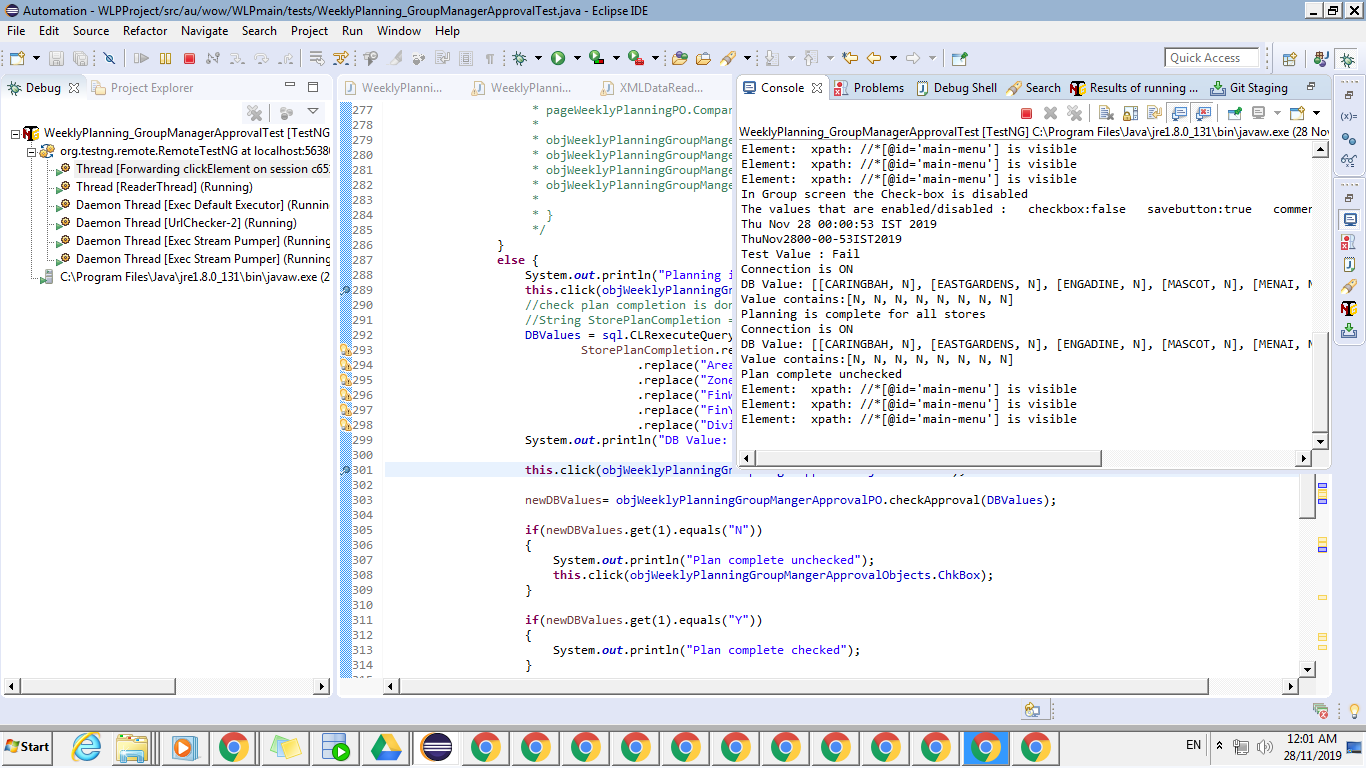 Automation - WLPProject/src/au/wow/WLPmain/tests/WeeklyPlanning_GroupManagerApprovalTest.java - Eclipse IDE
File Edit Source Refactor Navigate Search Project Run Window Help
Quick Access
Debug Project Explorer
WeeklyPlanning_GroupManagerApprovalTest [TestNG
org.testng.remote.RemoteTestNG at localhost:5638
Thread [Forwarding clickElement on session c65
Thread [ReaderThread] (Running)
Daemon Thread [Exec Default Executor] (Runnin
Daemon Thread [UrlChecker-2] (Running)
Daemon Thread [Exec Stream Pumper] (Running
Daemon Thread [Exec Stream Pumper] (Running
C:\Program Files\Java\jre1.8.0_131\bin\javaw.exe (2
WeeklyPlanni... WeeklyPlanni... XMLDataRead...
277 * pageWeeklyPlanningPO.Compar
278 *
279 * objWeeklyPlanningGroupMange
280 * objWeeklyPlanningGroupMange
281 * objWeeklyPlanningGroupMange
282 * objWeeklyPlanningGroupMange
283 *
284 * }
285 */
286 }
287 else {
288 System.out.println("Planning i
289 this.click(objWeeklyPlanningGr
290 //check plan completion is don
291 //String StorePlanCompletion =
292 DBValues = sql.CLRexecuteQuery
293 StorePlanCompletion.re
294 .replace("Area
295 .replace("Zone
296 .replace("FinW
297 .replace("FinY
298 .replace("Divi
299 System.out.println("DB Value:
300
301 this.click(objWeeklyPlanningGr
302
303 newDBValues= objWeeklyPlanningGroupMangerApprovalPO.checkApproval(DBValues);
304
305 if(newDBValues.get(1).equals("N"))
306 {
307 System.out.println("Plan complete unchecked");
308 this.click(objWeeklyPlanningGroupMangerApprovalObjects.ChkBox);
309 }
310
311 if(newDBValues.get(1).equals("Y"))
312 {
313 System.out.println("Plan complete checked");
314 }
Console Problems Debug Shell Search Results of running ... Git Staging
WeeklyPlanning_GroupManagerApprovalTest [TestNG] C:\Program Files\Java\jre1.8.0_131\bin\javaw.exe (28 Nov
Element: xpath: //*[@id='main-menu'] is visible
Element: xpath: //*[@id='main-menu'] is visible
Element: xpath: //*[@id='main-menu'] is visible
In Group screen the Check-box is disabled
The values that are enabled/disabled : checkbox:false savebutton:true commer
Thu Nov 28 00:00:53 IST 2019
ThuNov2800-00-53IST2019
Test Value : Fail
Connection is ON
DB Value: [[CARINGBAH, N], [EASTGARDENS, N], [ENGADINE, N], [MASCOT, N], [MENAI, N
Value contains:[N, N, N, N, N, N, N, N]
Planning is complete for all stores
Connection is ON
DB Value: [[CARINGBAH, N], [EASTGARDENS, N], [ENGADINE, N], [MASCOT, N], [MENAI, N
Value contains:[N, N, N, N, N, N, N, N]
Plan complete unchecked
Element: xpath: //*[@id='main-menu'] is visible
Element: xpath: //*[@id='main-menu'] is visible
Element: xpath: //*[@id='main-menu'] is visible
Start
EN
12:01 AM
28/11/2019